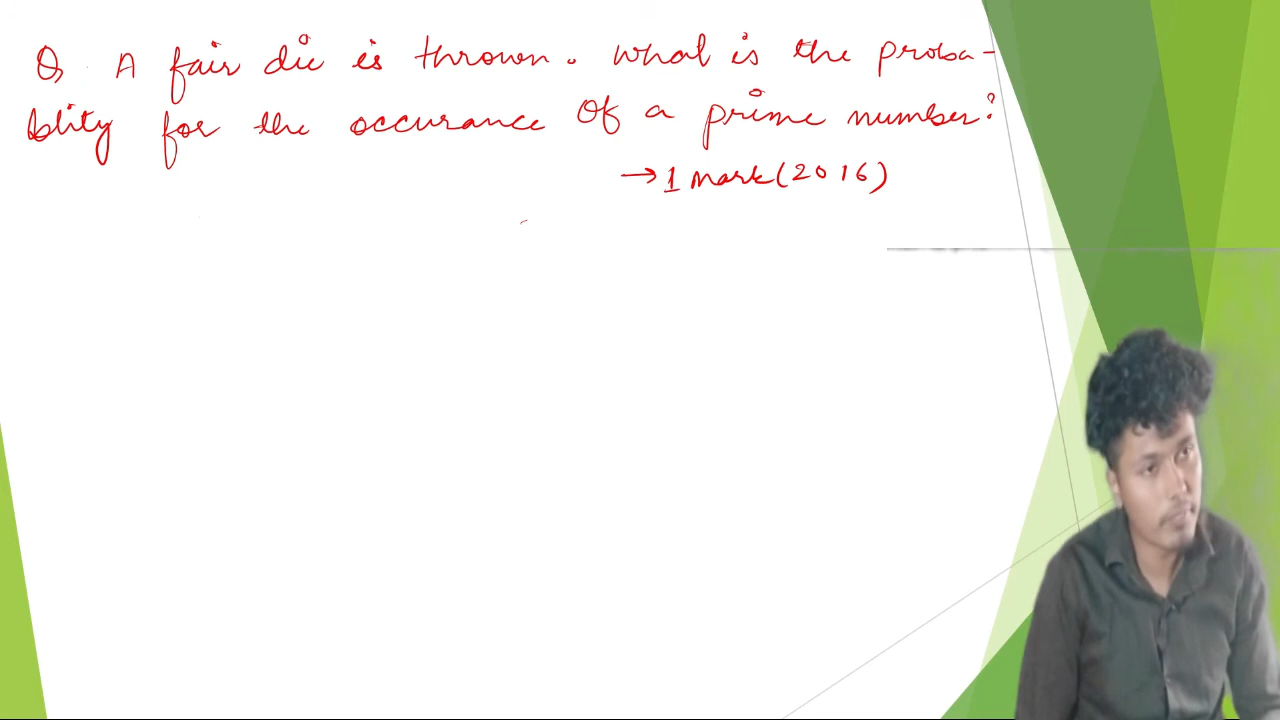 Q. A fair die is thrown. What is the proba-
blity for the occurance of a prime number?
→ 1 Mark (2016)